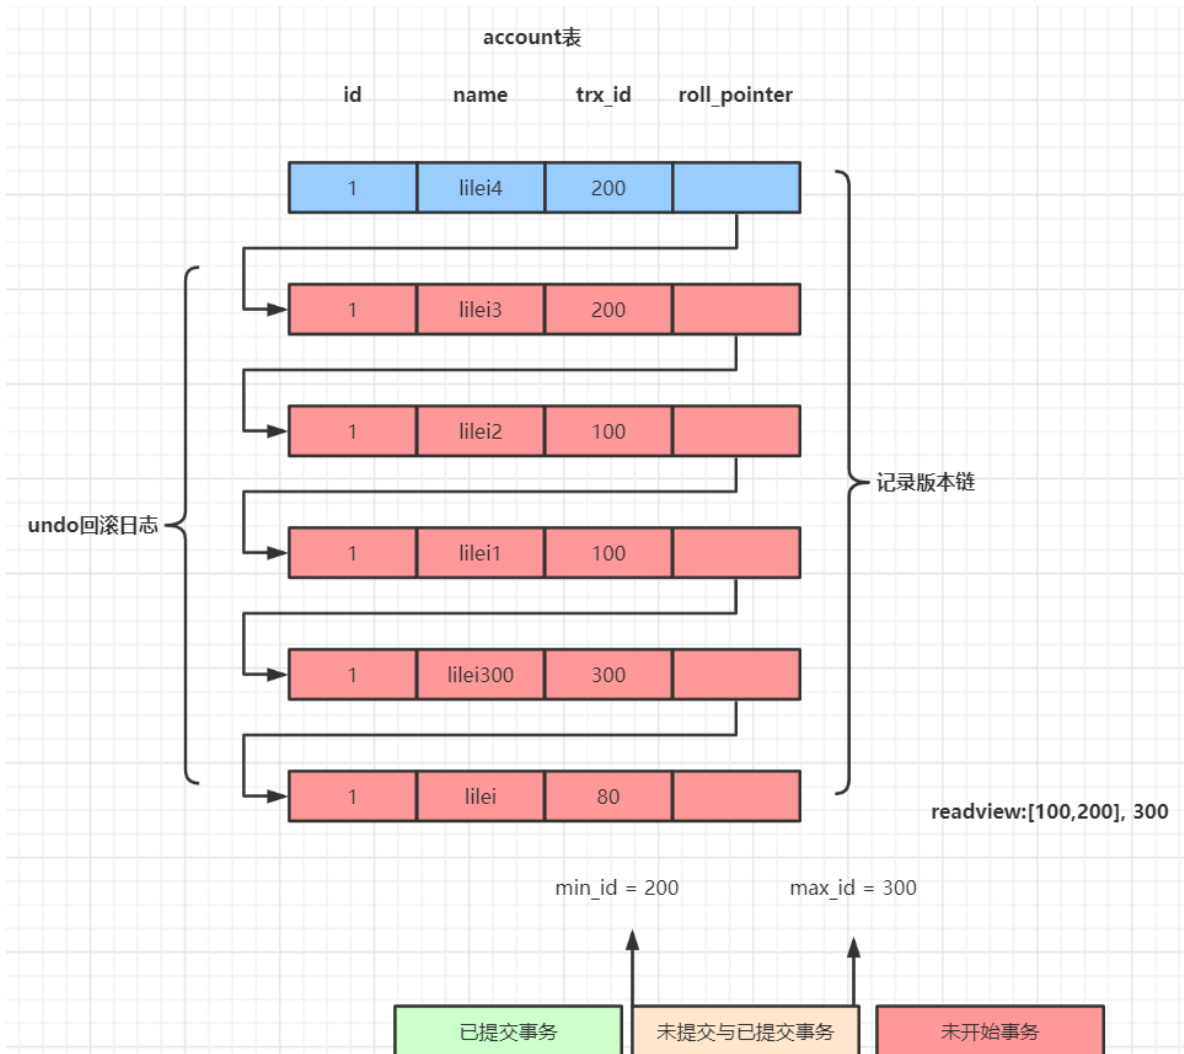 account表
id name trx_id roll_pointer
1 lilei4 200
1 lilei3 200
1 lilei2 100
记录版本链
undo回滚日志
1 lilei1 100
1 lilei300 300
1 lilei 80
readview:[100,200], 300
min_id = 200 max_id = 300
已提交事务 未提交与已提交事务 未开始事务